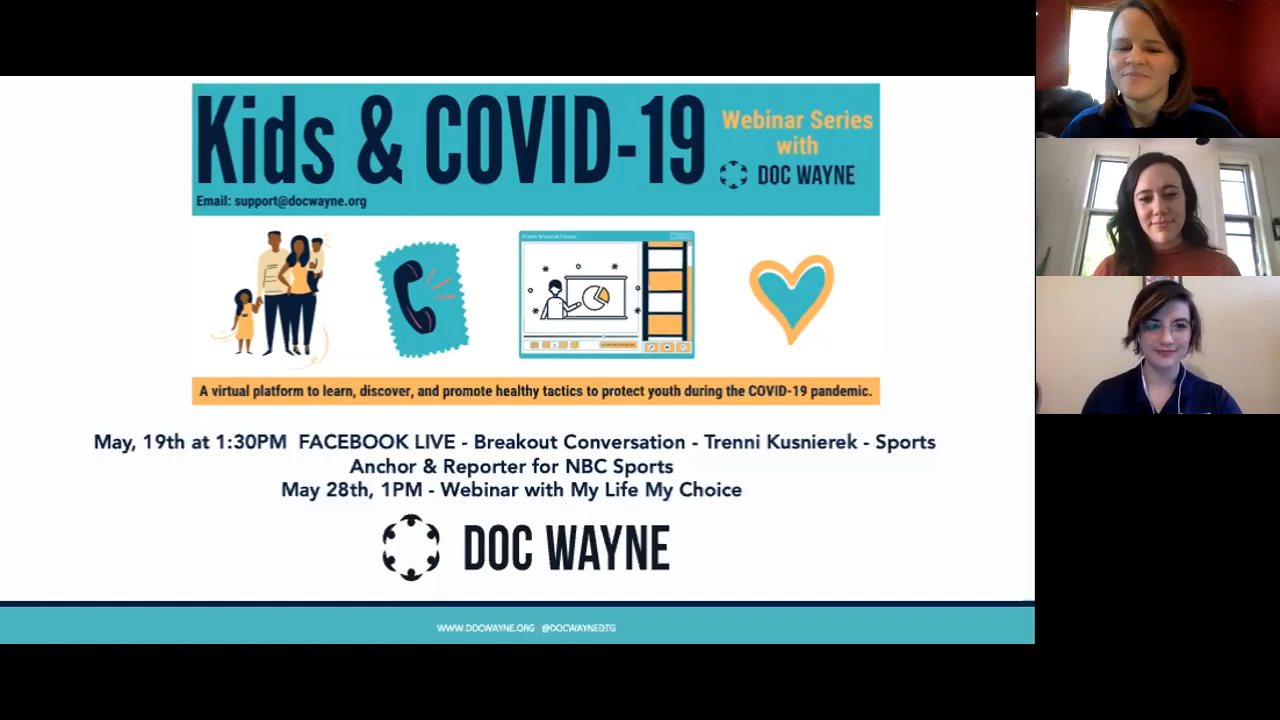 Kids & COVID-19
Webinar Series
with
DOC WAYNE
Email: support@docwayne.org
A virtual platform to learn, discover, and promote healthy tactics to protect youth during the COVID-19 pandemic.
May, 19th at 1:30PM FACEBOOK LIVE - Breakout Conversation - Trenni Kusnierek - Sports
Anchor & Reporter for NBC Sports
May 28th, 1PM - Webinar with My Life My Choice
DOC WAYNE
WWW.DOCWAYNE.ORG @DOCWAYNEDTG